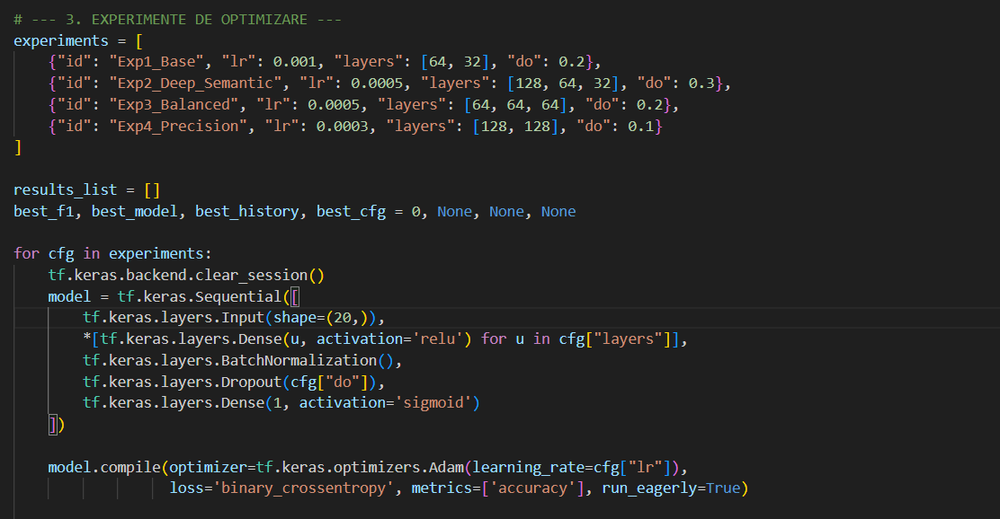 # --- 3. EXPERIMENTE DE OPTIMIZARE ---
experiments = [
    {"id": "Exp1_Base", "lr": 0.001, "layers": [64, 32], "do": 0.2},
    {"id": "Exp2_Deep_Semantic", "lr": 0.0005, "layers": [128, 64, 32], "do": 0.3},
    {"id": "Exp3_Balanced", "lr": 0.0005, "layers": [64, 64, 64], "do": 0.2},
    {"id": "Exp4_Precision", "lr": 0.0003, "layers": [128, 128], "do": 0.1}
]
results_list = []
best_f1, best_model, best_history, best_cfg = 0, None, None, None
for cfg in experiments:
    tf.keras.backend.clear_session()
    model = tf.keras.Sequential([
        tf.keras.layers.Input(shape=(20,)),
        *[tf.keras.layers.Dense(u, activation='relu') for u in cfg["layers"]],
        tf.keras.layers.BatchNormalization(),
        tf.keras.layers.Dropout(cfg["do"]),
        tf.keras.layers.Dense(1, activation='sigmoid')
    ])
    model.compile(optimizer=tf.keras.optimizers.Adam(learning_rate=cfg["lr"]),
                  loss='binary_crossentropy', metrics=['accuracy'], run_eagerly=True)